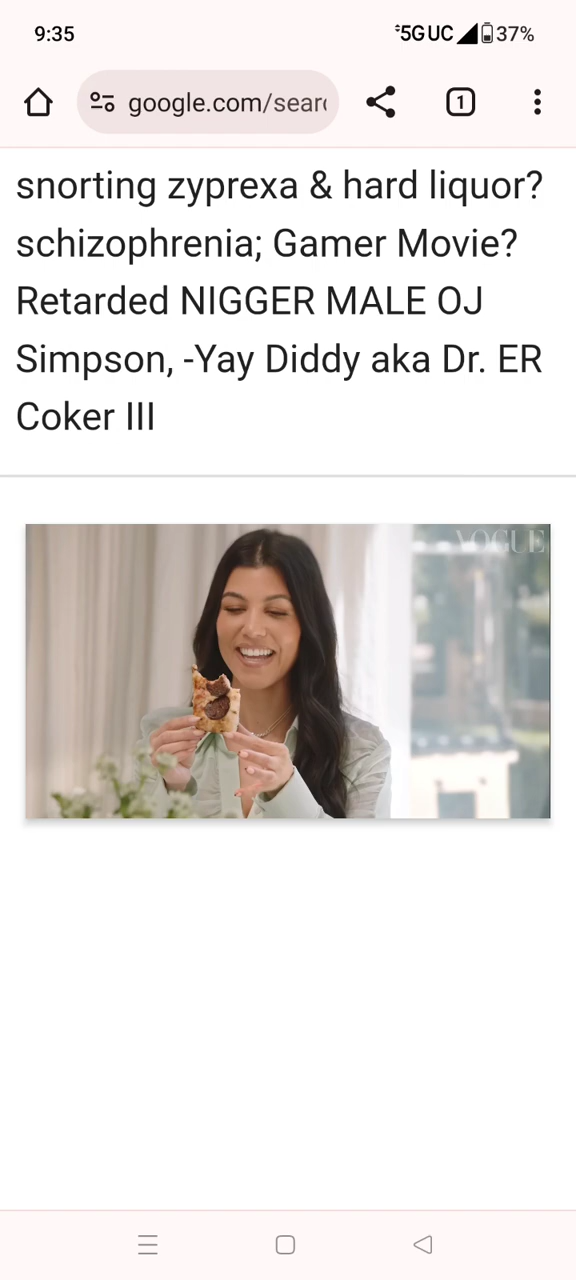 9:35
5G UC 37%
google.com/sear
1
snorting zyprexa & hard liquor?
schizophrenia; Gamer Movie?
Retarded NIGGER MALE OJ
Simpson, -Yay Diddy aka Dr. ER
Coker III
VOGUE